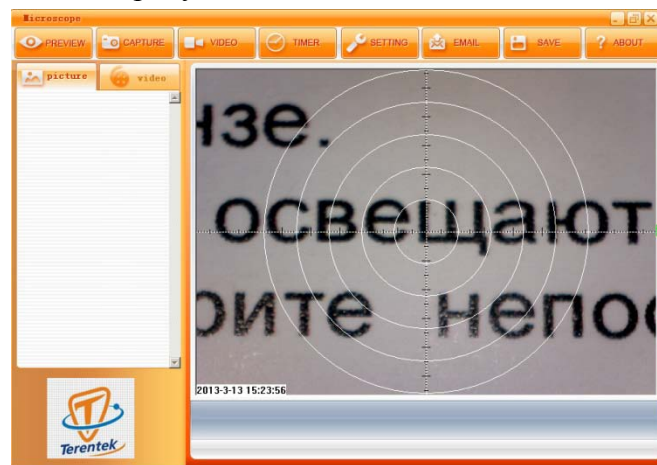 Microscope
PREVIEW CAPTURE VIDEO TIMER SETTING EMAIL SAVE ? ABOUT
picture video
нзе.
освещают
рите непо
2013-3-13 15:23:56
Terentek